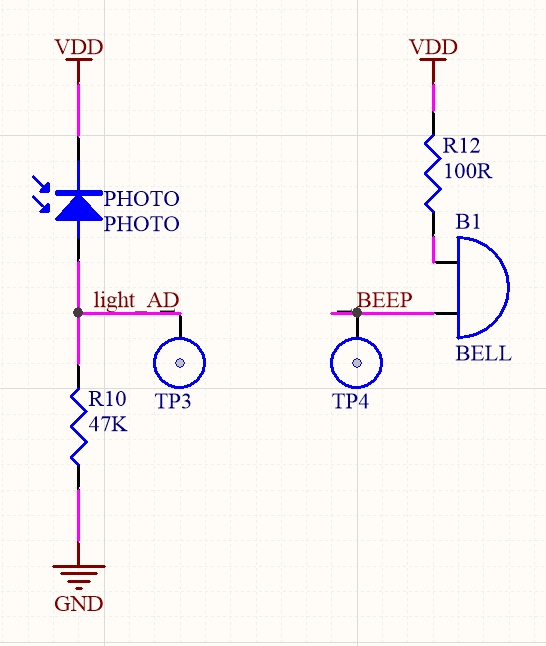 VDD
PHOTO
PHOTO
light_AD
TP3
R10
47K
GND
VDD
R12
100R
B1
BEEP
BELL
TP4